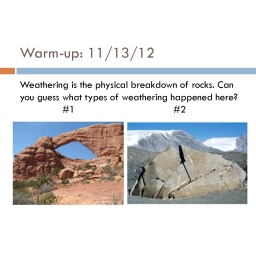 Warm-up: 11/13/12
Weathering is the physical breakdown of rocks. Can
you guess what types of weathering happened here?
#1 #2